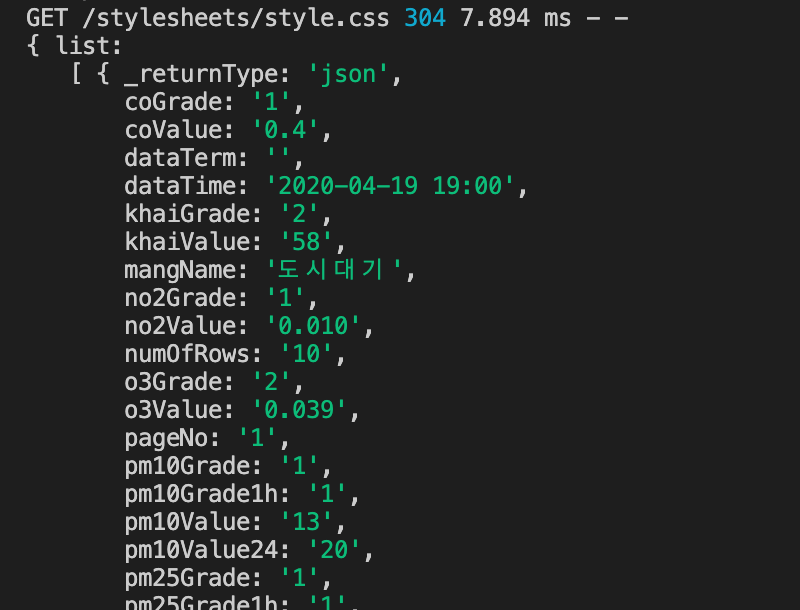 GET /stylesheets/style.css 304 7.894 ms - -
{ list:
[ { _returnType: 'json',
coGrade: '1',
coValue: '0.4',
dataTerm: '',
dataTime: '2020-04-19 19:00',
khaiGrade: '2',
khaiValue: '58',
mangName: '도시대기',
no2Grade: '1',
no2Value: '0.010',
numOfRows: '10',
o3Grade: '2',
o3Value: '0.039',
pageNo: '1',
pm10Grade: '1',
pm10Grade1h: '1',
pm10Value: '13',
pm10Value24: '20',
pm25Grade: '1',
pm25Grade1h: '1',